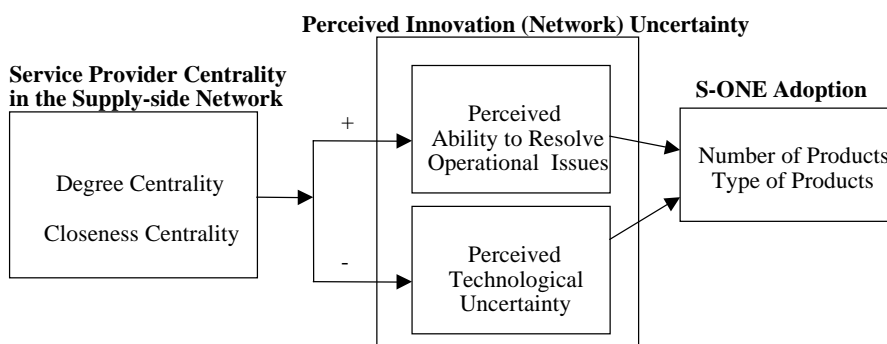 Perceived Innovation (Network) Uncertainty
Service Provider Centrality
in the Supply-side Network
Degree Centrality
Closeness Centrality
+
-
Perceived
Ability to Resolve
Operational Issues
Perceived
Technological
Uncertainty
S-ONE Adoption
Number of Products
Type of Products